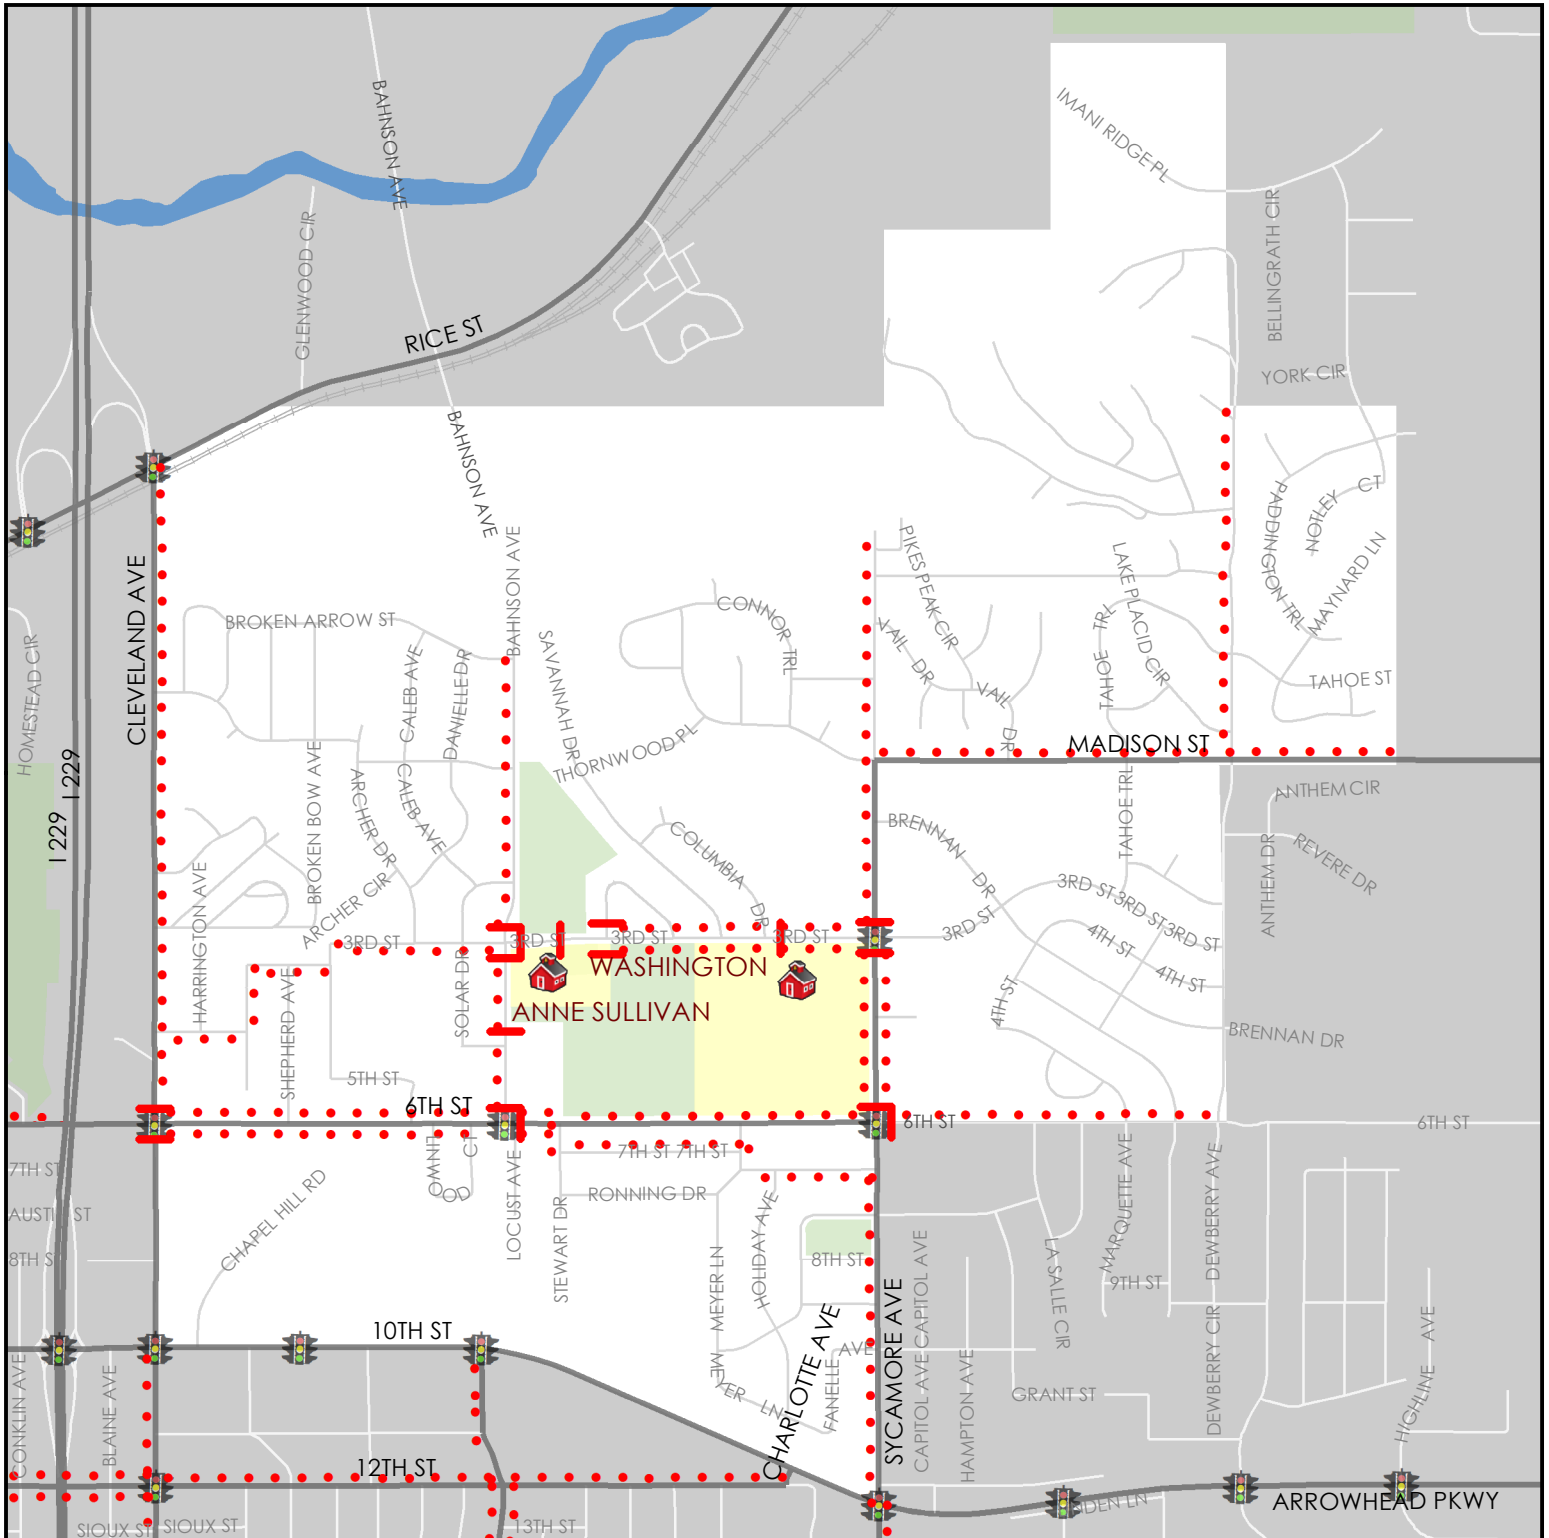 IMANI RIDGE PL
BAHNSON AVE
GLENWOOD CIR
BELLINGRATH CIR
RICE ST
YORK CIR
BAHNSON AVE
CT
NOTLEY
PADDINGTON TRL
MAYNARD LN
BAHNSON AVE
PIKES PEAK CIR
LAKE PLACID CIR
CLEVELAND AVE
CONNOR TRL
BROKEN ARROW ST
HOMESTEAD CIR
SAVANNAH DR
VAIL DR
TAHOE TRL
CALEB AVE
DANIELLE DR
TAHOE ST
VAIL DR
MADISON ST
THORNWOOD PL
I 229
I 229
BROKEN BOW AVE
ARCHER DR
CALEB AVE
TAHOE TRL
ANTHEM CIR
BRENNAN DR
COLUMBIA DR
ANTHEM DR
REVERE DR
HARRINGTON AVE
ARCHER CIR
3RD ST
3RD ST
3RD ST
3RD ST
3RD ST
3RD ST
3RD ST
3RD ST
4TH ST
4TH ST
4TH ST
WASHINGTON
ANNE SULLIVAN
SOLAR DR
SHEPHERD AVE
BRENNAN DR
5TH ST
6TH ST
6TH ST
6TH ST
7TH ST
7TH ST
7TH ST
LINWOOD CT
LOCUST AVE
STEWART DR
RONNING DR
MARQUETTE AVE
DEWBERRY AVE
AUSTI ST
8TH S
CHAPEL HILL RD
HOLIDAY AVE
8TH ST
MEYER LN
CAPITOL AVE
LA SALLE CIR
9TH ST
10TH ST
CHARLOTTE AVE
SYCAMORE AVE
FANELLE AVE
CAPITOL AVE
HAMPTON AVE
DEWBERRY CIR
HIGHLINE AVE
CONKLIN AVE
BLAINE AVE
MEYER LN
GRANT ST
12TH ST
DEN LN
ARROWHEAD PKWY
SIOUX ST
SIOUX ST
13TH ST